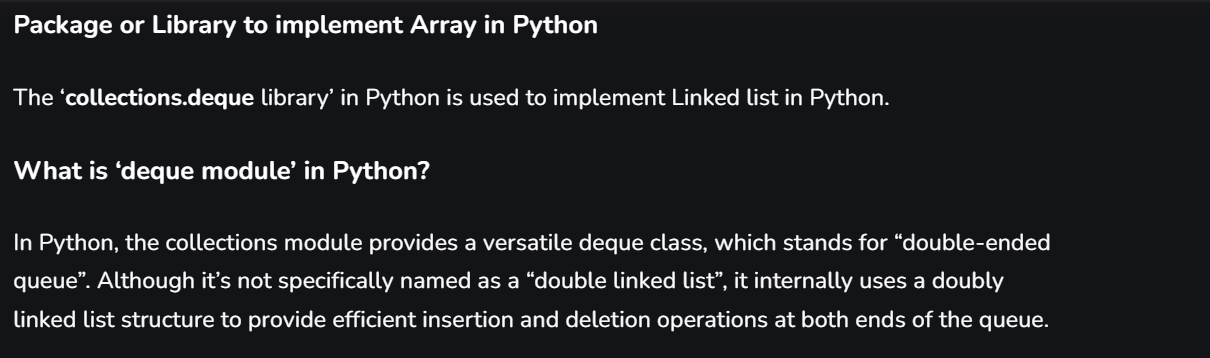 Package or Library to implement Array in Python
The ‘collections.deque library’ in Python is used to implement Linked list in Python.
What is ‘deque module’ in Python?
In Python, the collections module provides a versatile deque class, which stands for “double-ended
queue”. Although it’s not specifically named as a “double linked list”, it internally uses a doubly
linked list structure to provide efficient insertion and deletion operations at both ends of the queue.